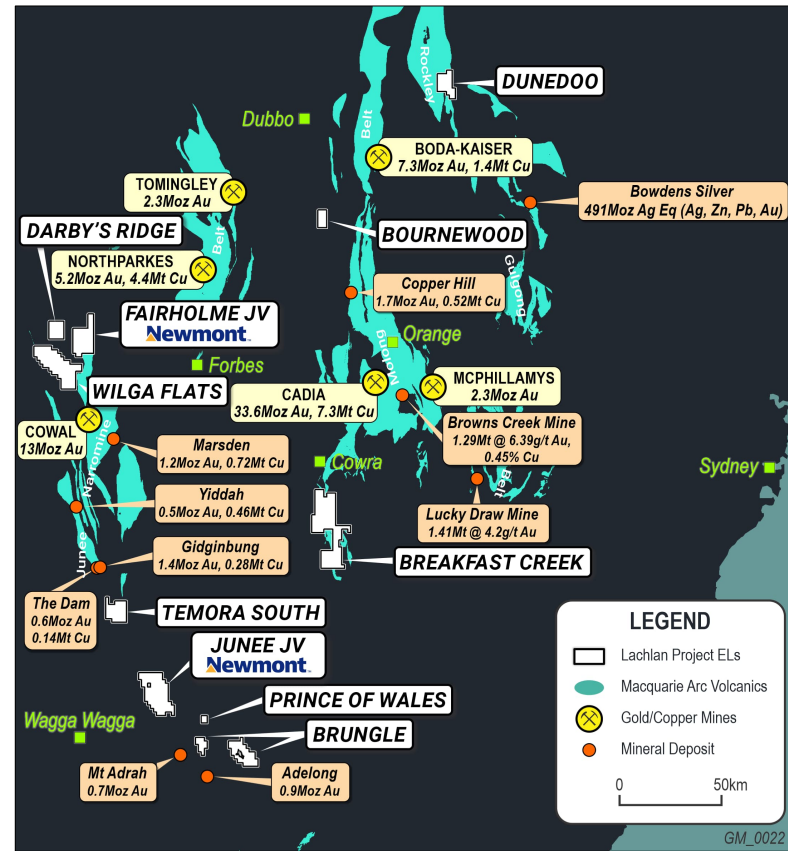 Rockley
DUNEDOO
Dubbo
Belt
BODA-KAISER
7.3Moz Au, 1.4Mt Cu
TOMINGLEY
2.3Moz Au
Bowdens Silver
491Moz Ag Eq (Ag, Zn, Pb, Au)
DARBY'S RIDGE
BOURNEWOOD
Belt
NORTHPARKES
5.2Moz Au, 4.4Mt Cu
Gulgong
Copper Hill
1.7Moz Au, 0.52Mt Cu
FAIRHOLME JV
Newmont™
Orange
Molong
Forbes
WILGA FLATS
CADIA
33.6Moz Au, 7.3Mt Cu
MCPHILLAMYS
2.3Moz Au
COWAL
13Moz Au
Narromine
Browns Creek Mine
1.29Mt @ 6.39g/t Au,
0.45% Cu
Marsden
1.2Moz Au, 0.72Mt Cu
Cowra
Sydney
Belt
Yiddah
0.5Moz Au, 0.46Mt Cu
Lucky Draw Mine
1.41Mt @ 4.2g/t Au
Junee
Gidginbung
1.4Moz Au, 0.28Mt Cu
BREAKFAST CREEK
The Dam
0.6Moz Au
0.14Mt Cu
TEMORA SOUTH
JUNEE JV
Newmont™
PRINCE OF WALES
Wagga Wagga
BRUNGLE
Mt Adrah
0.7Moz Au
Adelong
0.9Moz Au
LEGEND
Lachlan Project ELs
Macquarie Arc Volcanics
Gold/Copper Mines
Mineral Deposit
0 50km
GM_0022